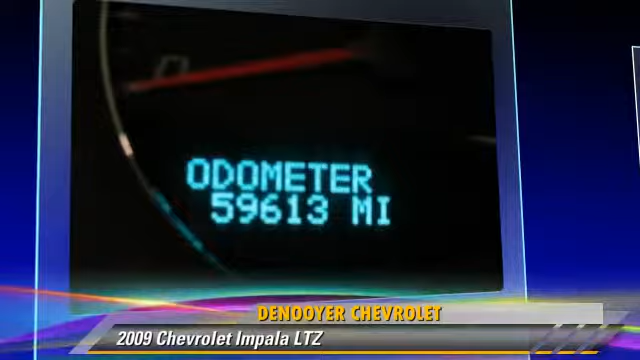 ODOMETER
59613 MI
DENOOYER CHEVROLET
2009 Chevrolet Impala LTZ